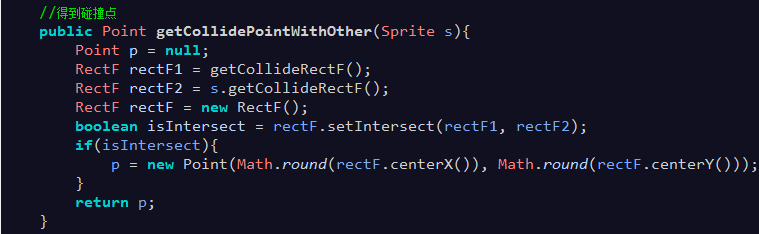 //得到碰撞点
public Point getCollidePointWithOther(Sprite s){
Point p = null;
RectF rectF1 = getCollideRectF();
RectF rectF2 = s.getCollideRectF();
RectF rectF = new RectF();
boolean isIntersect = rectF.setIntersect(rectF1, rectF2);
if(isIntersect){
p = new Point(Math.round(rectF.centerX()), Math.round(rectF.centerY()));
}
return p;
}